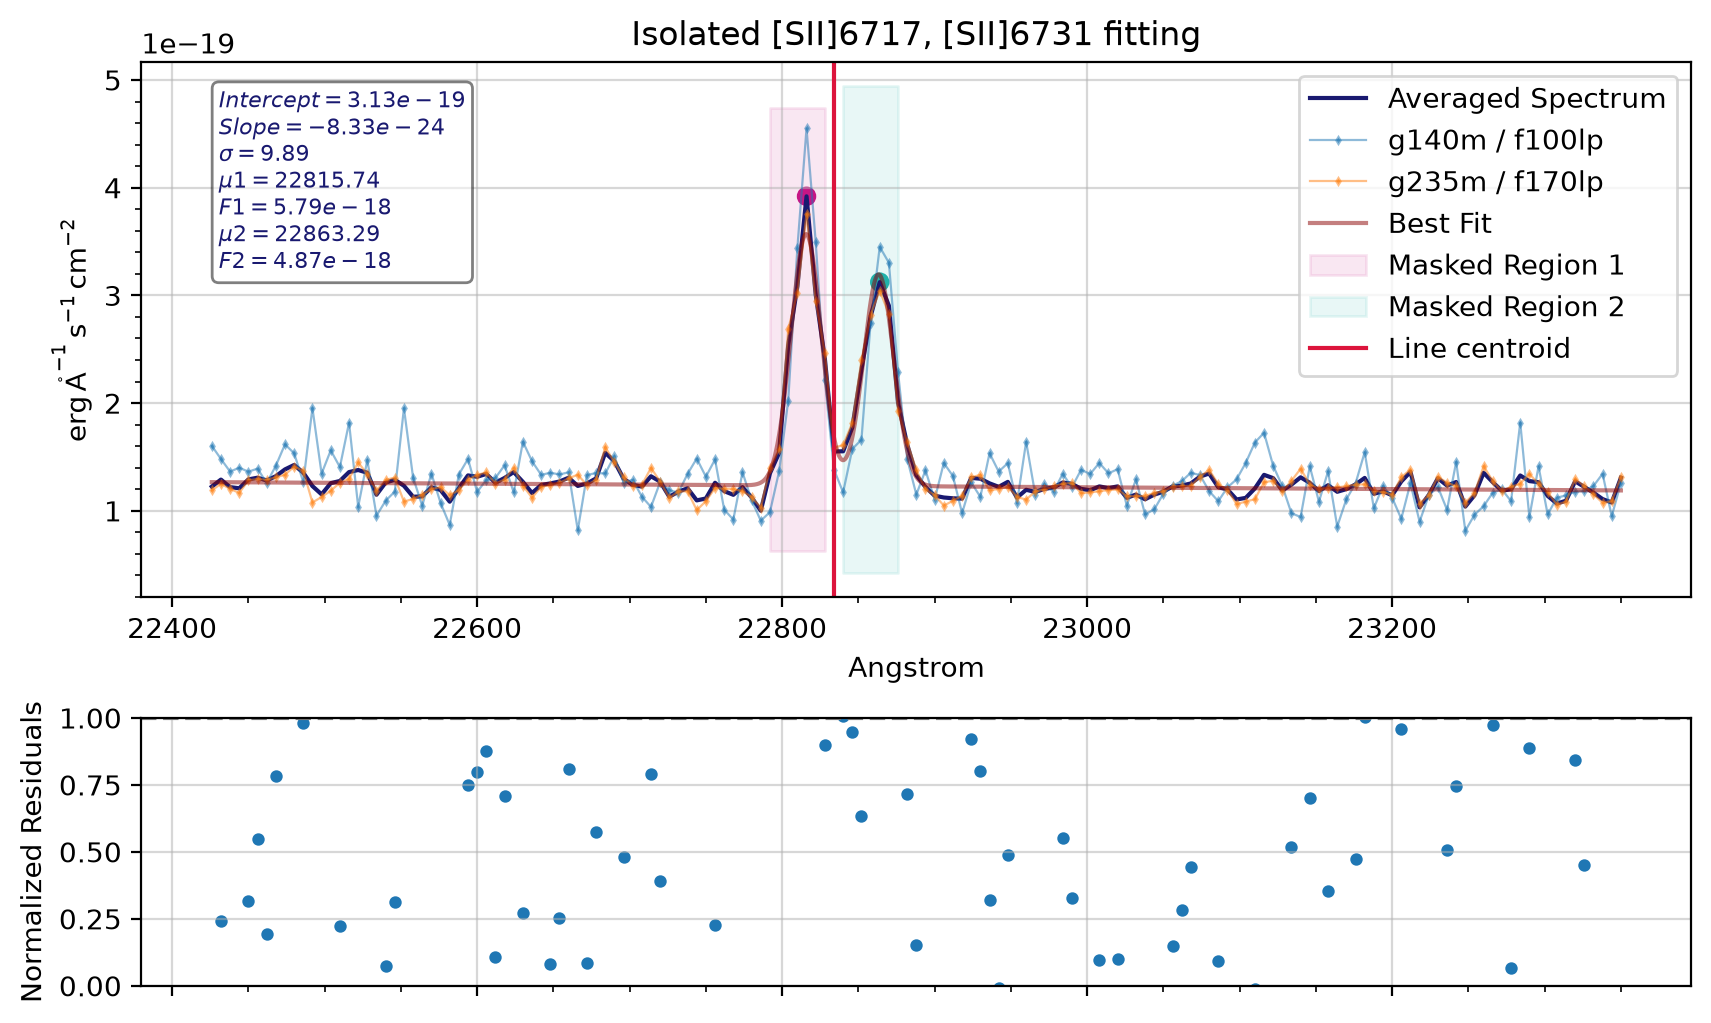 Isolated [SII]6717, [SII]6731 fitting
1e−19
5
4
3
2
1
erg Å⁻¹ s⁻¹ cm⁻²
Intercept = 3.13e − 19
Slope = −8.33e − 24
σ = 9.89
μ1 = 22815.74
F1 = 5.79e − 18
μ2 = 22863.29
F2 = 4.87e − 18
Averaged Spectrum
g140m / f100lp
g235m / f170lp
Best Fit
Masked Region 1
Masked Region 2
Line centroid
22400 22600 22800 23000 23200
Angstrom
Normalized Residuals
1.00
0.75
0.50
0.25
0.00